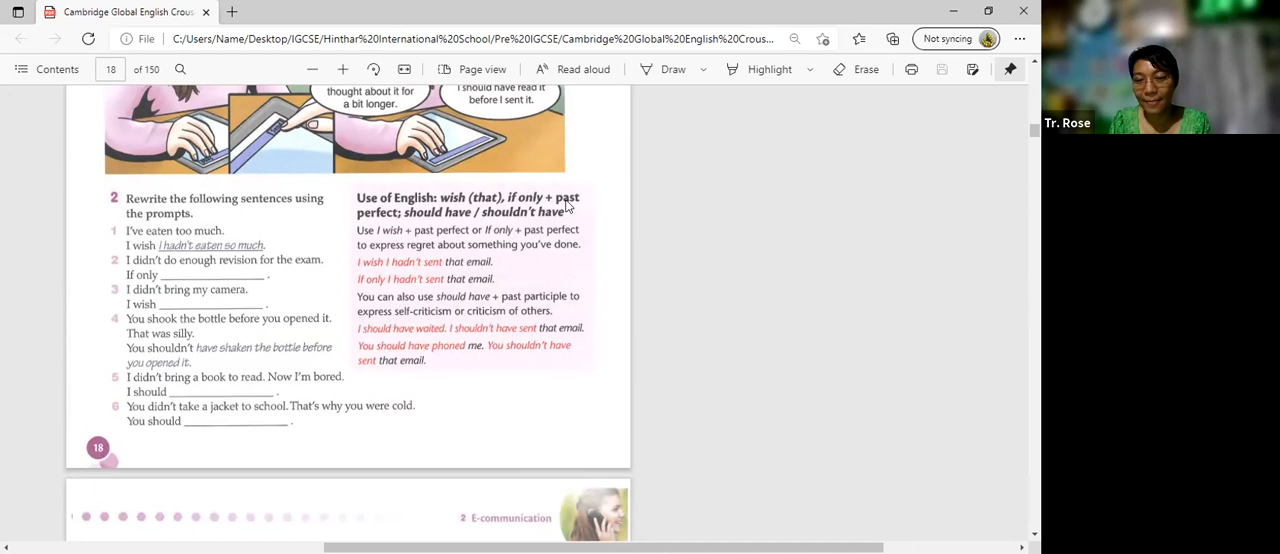 Cambridge Global English Crous
File
C:/Users/Name/Desktop/IGCSE/Hinthar%20International%20School/Pre%20IGCSE/Cambridge%20Global%20English%20Crous...
Not syncing
Contents
18 of 150
Page view
Read aloud
Draw
Highlight
Erase
thought about it for
a bit longer.
I should have read it
before I sent it.
Tr. Rose
2 Rewrite the following sentences using
the prompts.
1 I've eaten too much.
I wish I hadn't eaten so much.
2 I didn't do enough revision for the exam.
If only ____________________ .
3 I didn't bring my camera.
I wish ____________________ .
4 You shook the bottle before you opened it.
That was silly.
You shouldn't have shaken the bottle before
you opened it.
5 I didn't bring a book to read. Now I'm bored.
I should ____________________ .
6 You didn't take a jacket to school. That's why you were cold.
You should ____________________ .
Use of English: wish (that), if only + past
perfect; should have / shouldn't have
Use I wish + past perfect or If only + past perfect
to express regret about something you've done.
I wish I hadn't sent that email.
If only I hadn't sent that email.
You can also use should have + past participle to
express self-criticism or criticism of others.
I should have waited. I shouldn't have sent that email.
You should have phoned me. You shouldn't have
sent that email.
18
2 E-communication